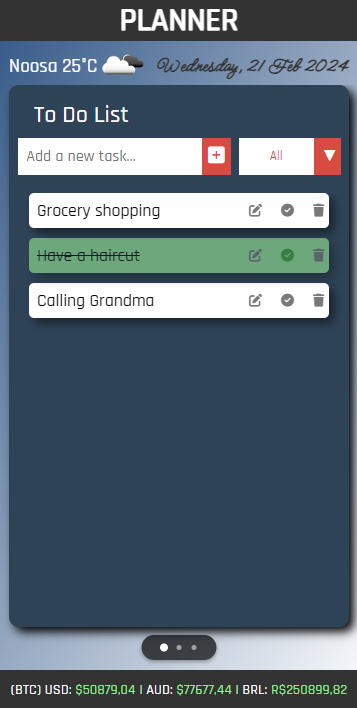 PLANNER
Noosa 25°C Wednesday, 21 Feb 2024
To Do List
Add a new task... All
Grocery shopping
Have a haircut
Calling Grandma
(BTC) USD: $50879,04 | AUD: $77677,44 | BRL: R$250899,82